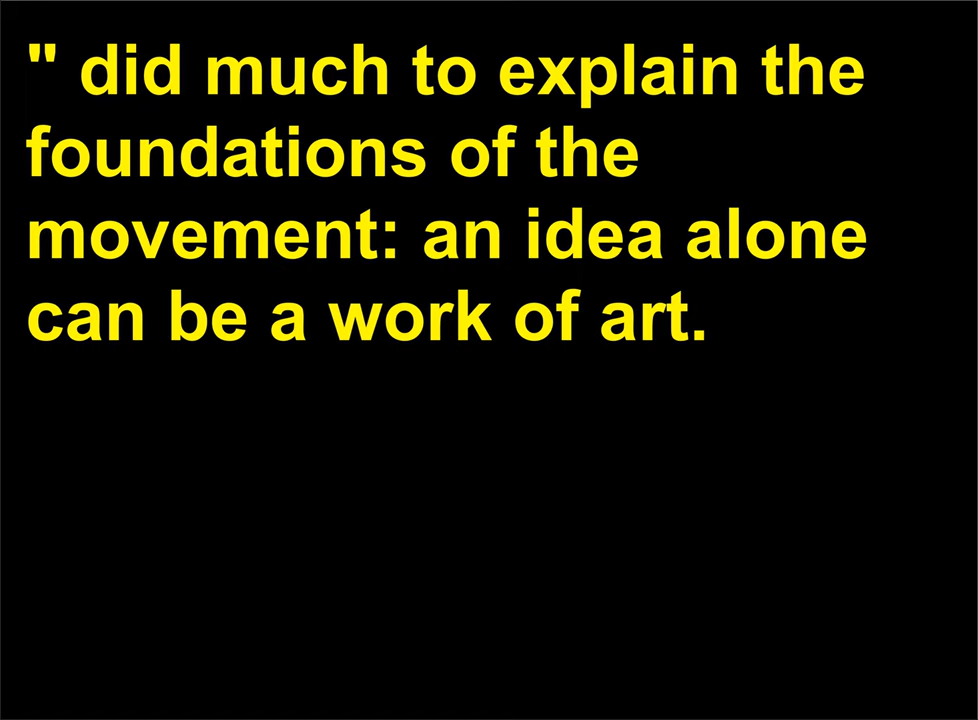 " did much to explain the
foundations of the
movement: an idea alone
can be a work of art.